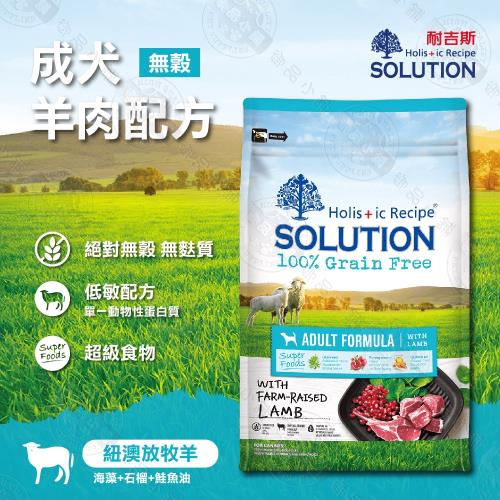 耐吉斯
Holis+ic Recipe
SOLUTION
成犬
無穀
羊肉配方
絕對無穀 無麩質
低敏配方
單一動物性蛋白質
Super Foods
超級食物
紐澳放牧羊
海藻+石榴+鮭魚油
Holis+ic Recipe®
SOLUTION
100% Grain Free
ADULT FORMULA
WITH LAMB
Super Foods
WITH
FARM-RAISED
LAMB